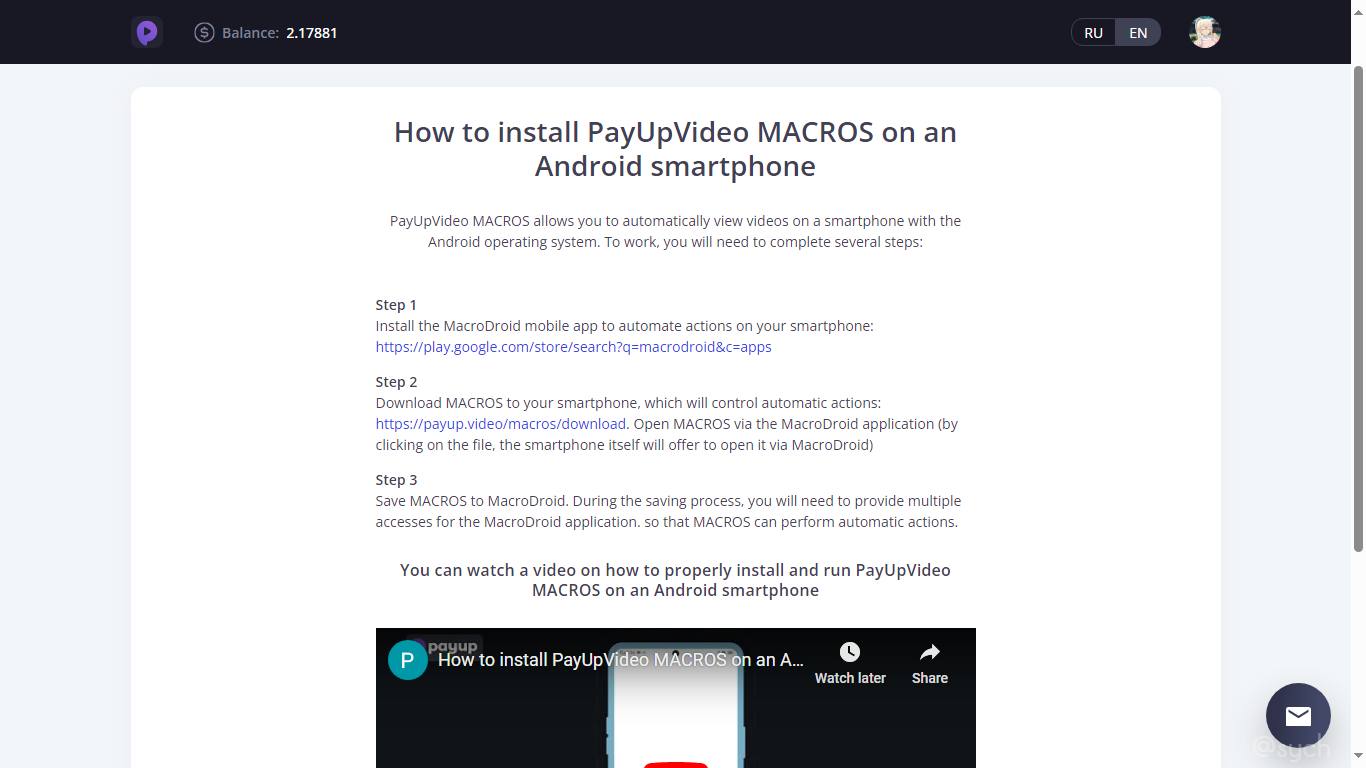 Balance: 2.17881
RU EN
How to install PayUpVideo MACROS on an
Android smartphone
PayUpVideo MACROS allows you to automatically view videos on a smartphone with the
Android operating system. To work, you will need to complete several steps:
Step 1
Install the MacroDroid mobile app to automate actions on your smartphone:
https://play.google.com/store/search?q=macrodroid&c=apps
Step 2
Download MACROS to your smartphone, which will control automatic actions:
https://payup.video/macros/download. Open MACROS via the MacroDroid application (by
clicking on the file, the smartphone itself will offer to open it via MacroDroid)
Step 3
Save MACROS to MacroDroid. During the saving process, you will need to provide multiple
accesses for the MacroDroid application. so that MACROS can perform automatic actions.
You can watch a video on how to properly install and run PayUpVideo
MACROS on an Android smartphone
payup
P How to install PayUpVideo MACROS on an A...
Watch later Share
@sych